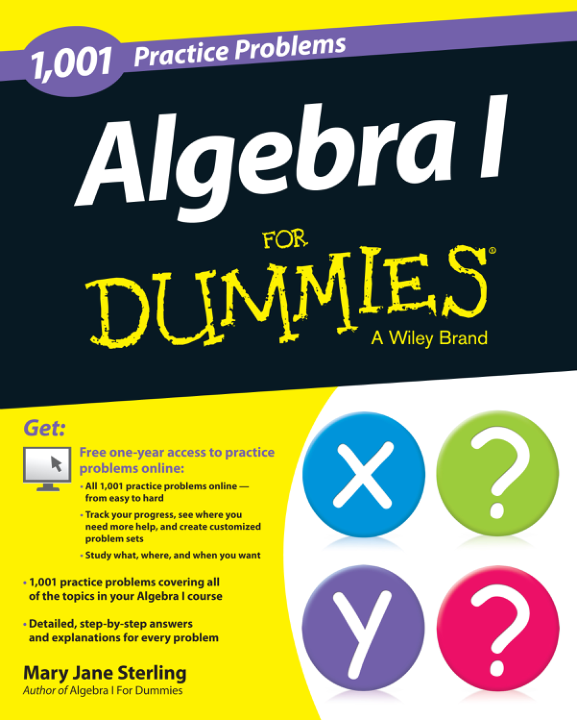 1,001 Practice Problems
Algebra I
FOR
DUMMIES®
A Wiley Brand
Get:
Free one-year access to practice
problems online:
• All 1,001 practice problems online —
from easy to hard
• Track your progress, see where you
need more help, and create customized
problem sets
• Study what, where, and when you want
• 1,001 practice problems covering all
of the topics in your Algebra I course
• Detailed, step-by-step answers
and explanations for every problem
Mary Jane Sterling
Author of Algebra I For Dummies
x ?
y ?